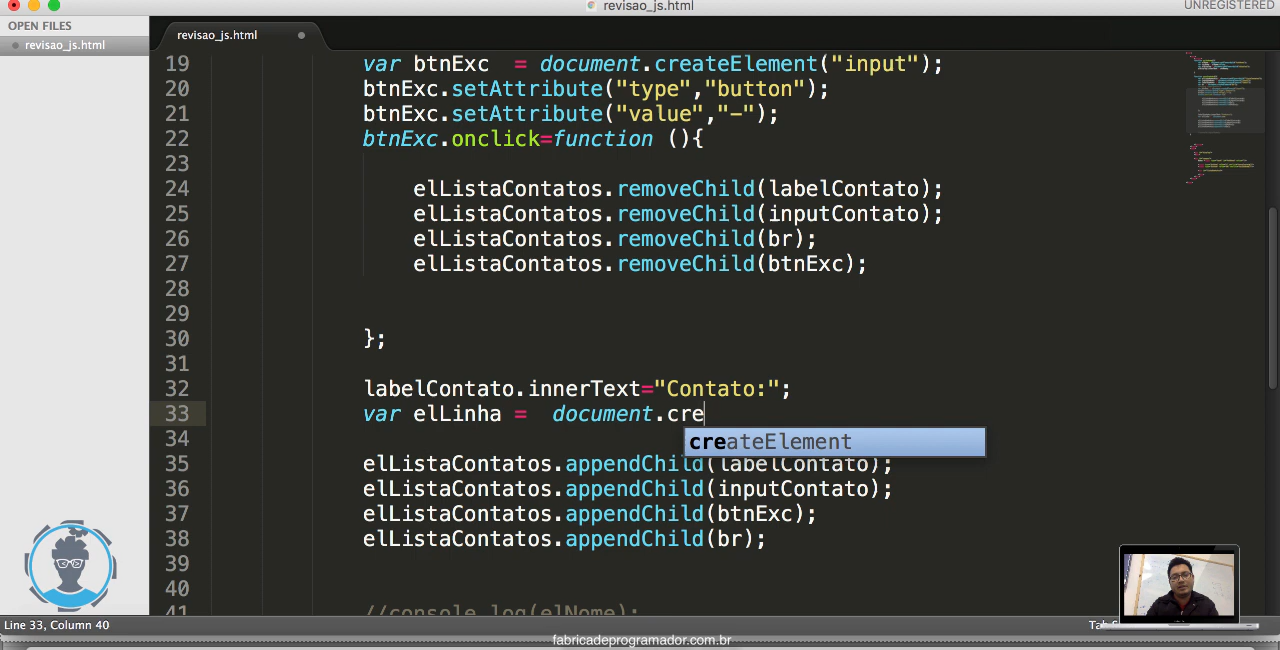 revisao_js.html
UNREGISTERED
OPEN FILES
revisao_js.html
revisao_js.html
19 var btnExc = document.createElement("input");
20 btnExc.setAttribute("type","button");
21 btnExc.setAttribute("value","-");
22 btnExc.onclick=function (){
23
24 elListaContatos.removeChild(labelContato);
25 elListaContatos.removeChild(inputContato);
26 elListaContatos.removeChild(br);
27 elListaContatos.removeChild(btnExc);
28
29
30 };
31
32 labelContato.innerText="Contato:";
33 var elLinha = document.cre
createElement
34
35 elListaContatos.appendChild(labelContato);
36 elListaContatos.appendChild(inputContato);
37 elListaContatos.appendChild(btnExc);
38 elListaContatos.appendChild(br);
39
40
41 //console.log(elNome);
Line 33, Column 40
fabricadeprogramador.com.br